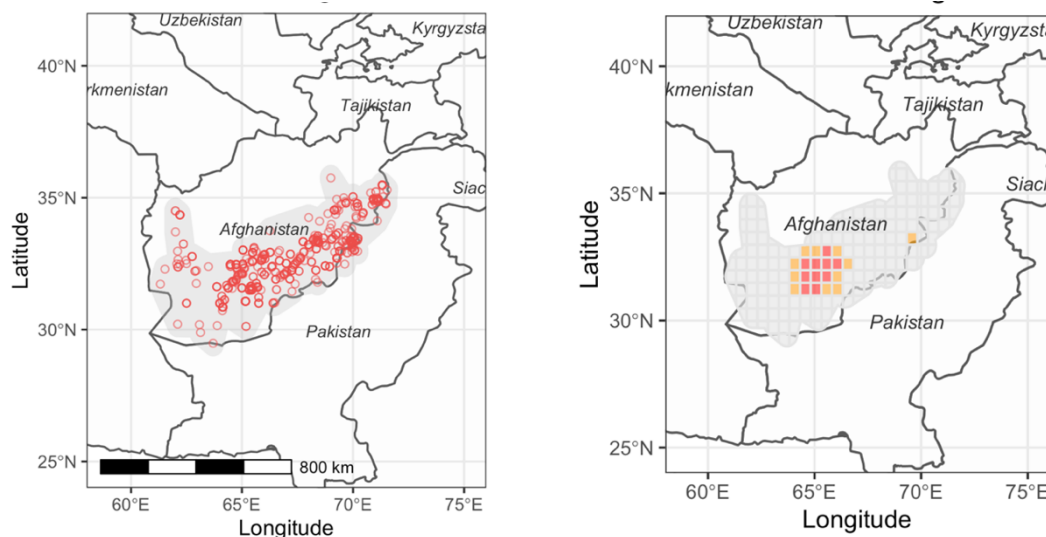 Uzbekistan
Kyrgyzsta
40°N
rkmenistan
Tajikistan
35°N
Siac
Afghanistan
Latitude
30°N
Pakistan
25°N
800 km
60°E
65°E
70°E
75°E
Longitude
Uzbekistan
Kyrgyzsta
40°N
kmenistan
Tajikistan
35°N
Siach
Afghanistan
Latitude
30°N
Pakistan
25°N
60°E
65°E
70°E
75°E
Longitude